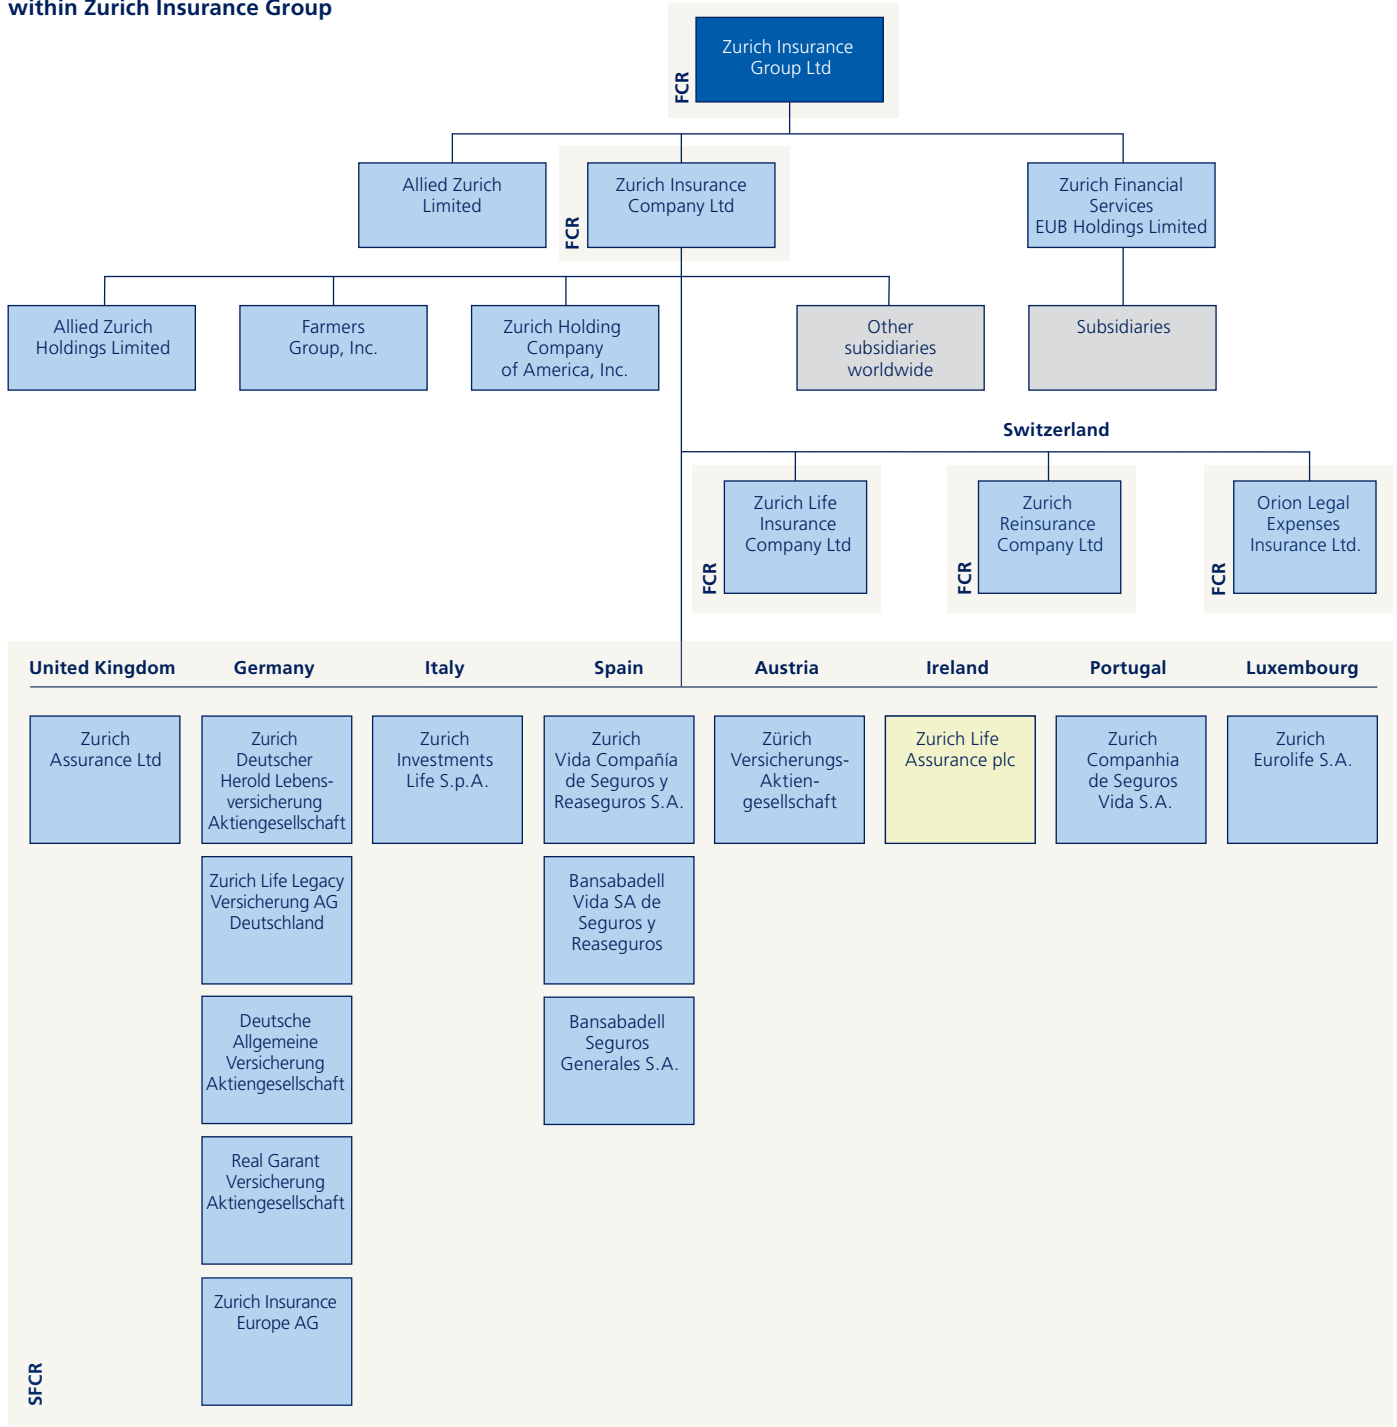 within Zurich Insurance Group
Zurich Insurance
Group Ltd
FCR
Allied Zurich
Limited
Zurich Insurance
Company Ltd
FCR
Zurich Financial
Services
EUB Holdings Limited
Allied Zurich
Holdings Limited
Farmers
Group, Inc.
Zurich Holding
Company
of America, Inc.
Other
subsidiaries
worldwide
Subsidiaries
Switzerland
Zurich Life
Insurance
Company Ltd
FCR
Zurich
Reinsurance
Company Ltd
FCR
Orion Legal
Expenses
Insurance Ltd.
FCR
United Kingdom
Germany
Italy
Spain
Austria
Ireland
Portugal
Luxembourg
Zurich
Assurance Ltd
Zurich
Deutscher
Herold Lebens-
versicherung
Aktiengesellschaft
Zurich
Investments
Life S.p.A.
Zurich
Vida Compañía
de Seguros y
Reaseguros S.A.
Zürich
Versicherungs-
Aktien-
gesellschaft
Zurich Life
Assurance plc
Zurich
Companhia
de Seguros
Vida S.A.
Zurich
Eurolife S.A.
Zurich Life Legacy
Versicherung AG
Deutschland
Bansabadell
Vida SA de
Seguros y
Reaseguros
Deutsche
Allgemeine
Versicherung
Aktiengesellschaft
Bansabadell
Seguros
Generales S.A.
Real Garant
Versicherung
Aktiengesellschaft
Zurich Insurance
Europe AG
SFCR